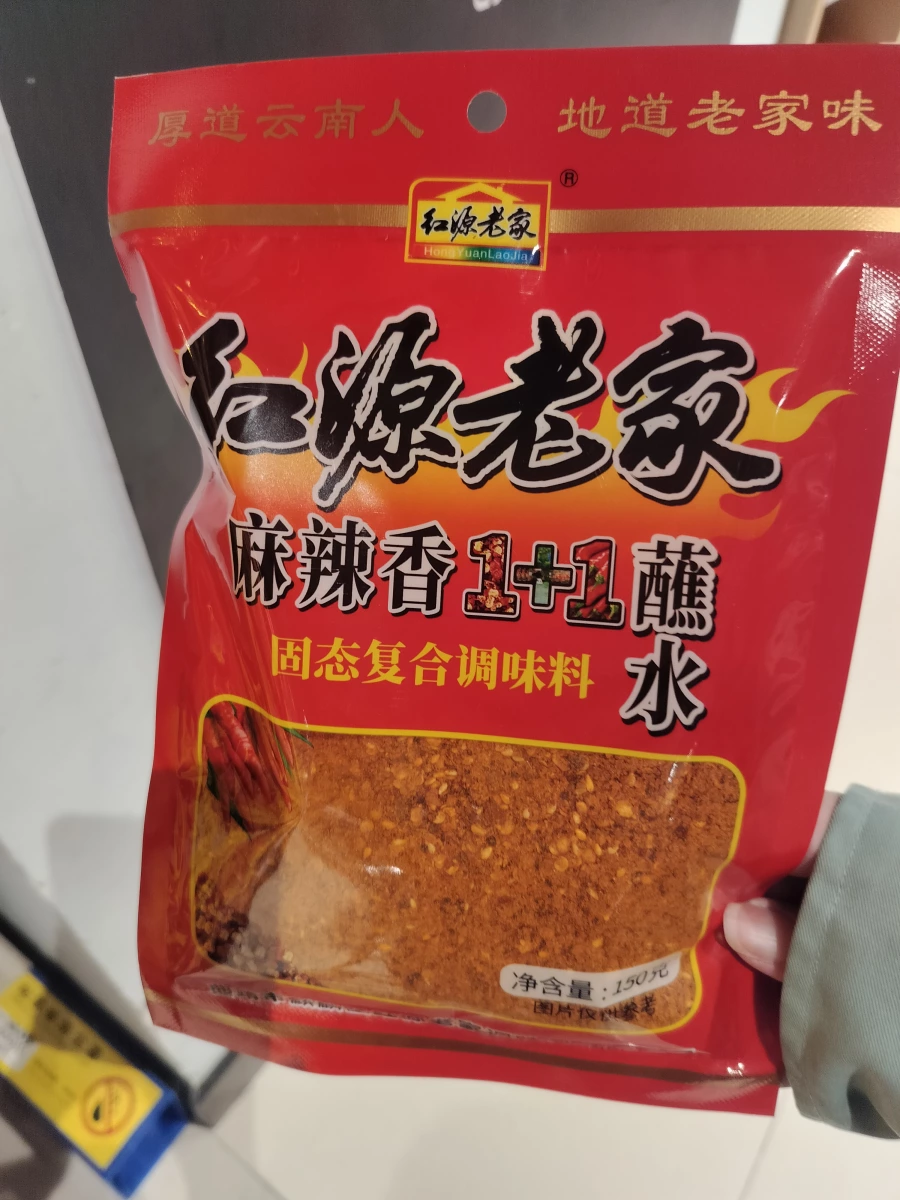 厚道云南人 地道老家味
®
红源老家
HongYuanLaoJia
红源老家
麻辣香1+1蘸水
固态复合调味料
净含量:150克
图片仅供参考